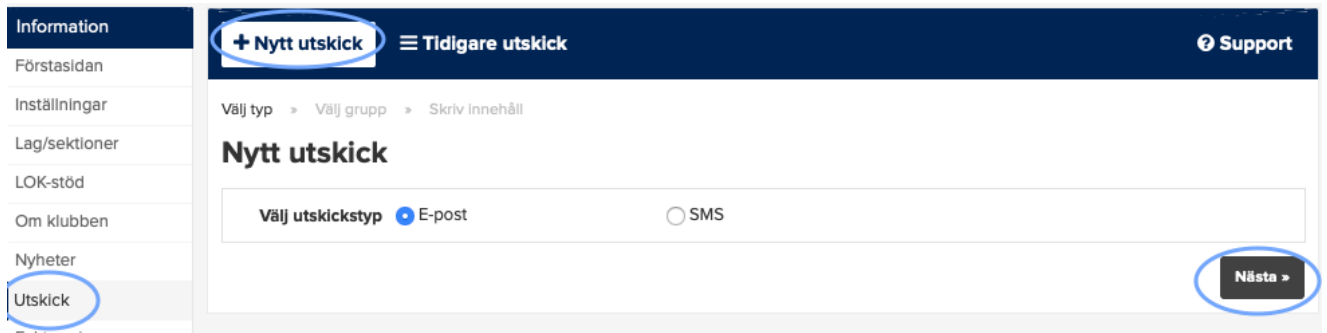 Information
Förstasidan
Inställningar
Lag/sektioner
LOK-stöd
Om klubben
Nyheter
Utskick
+ Nytt utskick
Tidigare utskick
Support
Välj typ » Välj grupp » Skriv innehåll
Nytt utskick
Välj utskickstyp E-post SMS
Nästa »